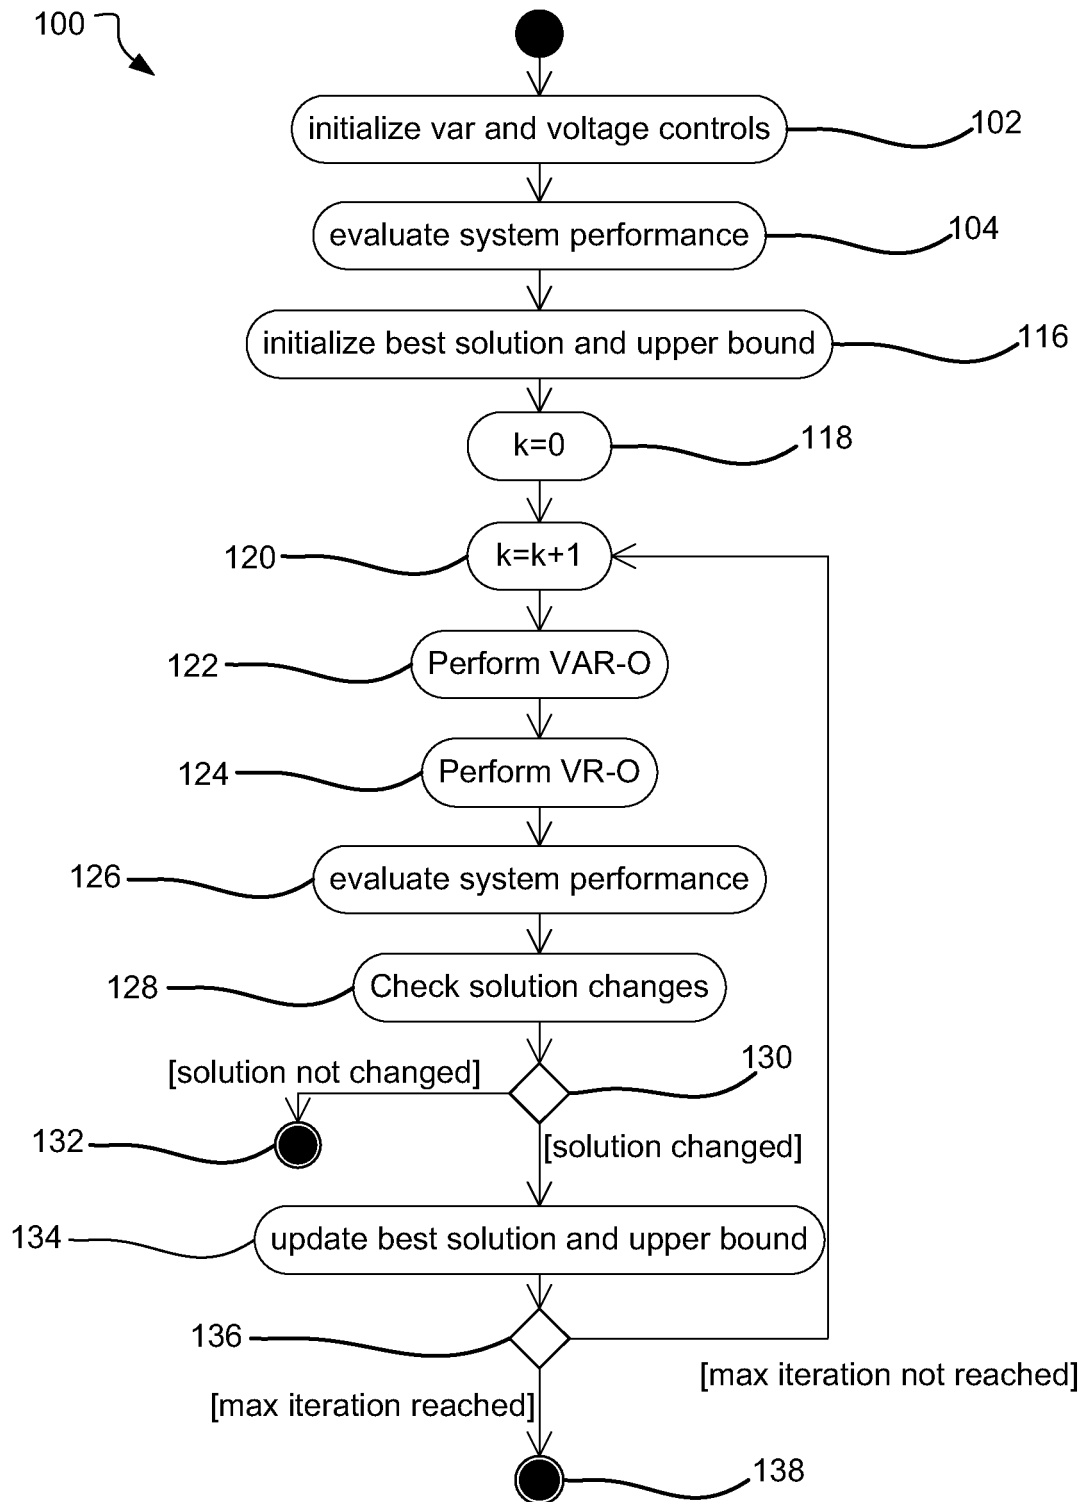 100
initialize var and voltage controls
102
evaluate system performance
104
initialize best solution and upper bound
116
k=0
118
120
k=k+1
122
Perform VAR-O
124
Perform VR-O
126
evaluate system performance
128
Check solution changes
130
[solution not changed]
132
[solution changed]
134
update best solution and upper bound
136
[max iteration not reached]
[max iteration reached]
138